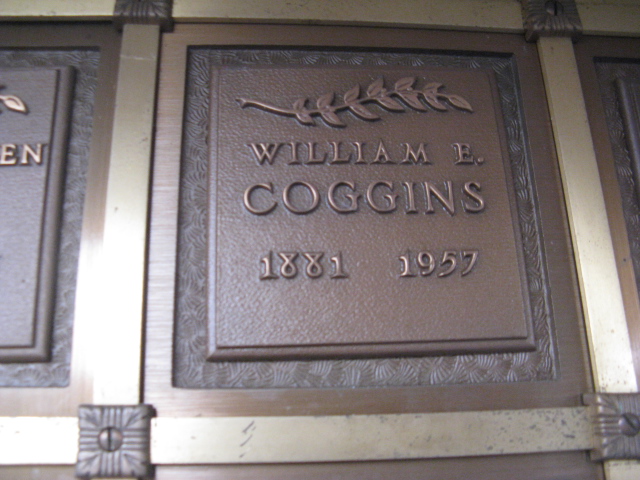 WILLIAM E.
COGGINS
1881 1957
EN